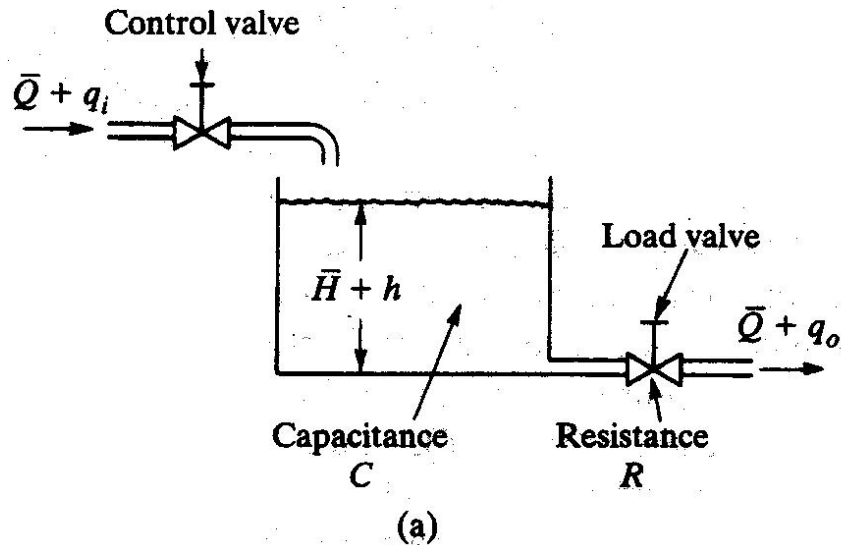 Control valve
Q̄ + qᵢ
Load valve
H̄ + h
Q̄ + qₒ
Capacitance
C
Resistance
R
(a)